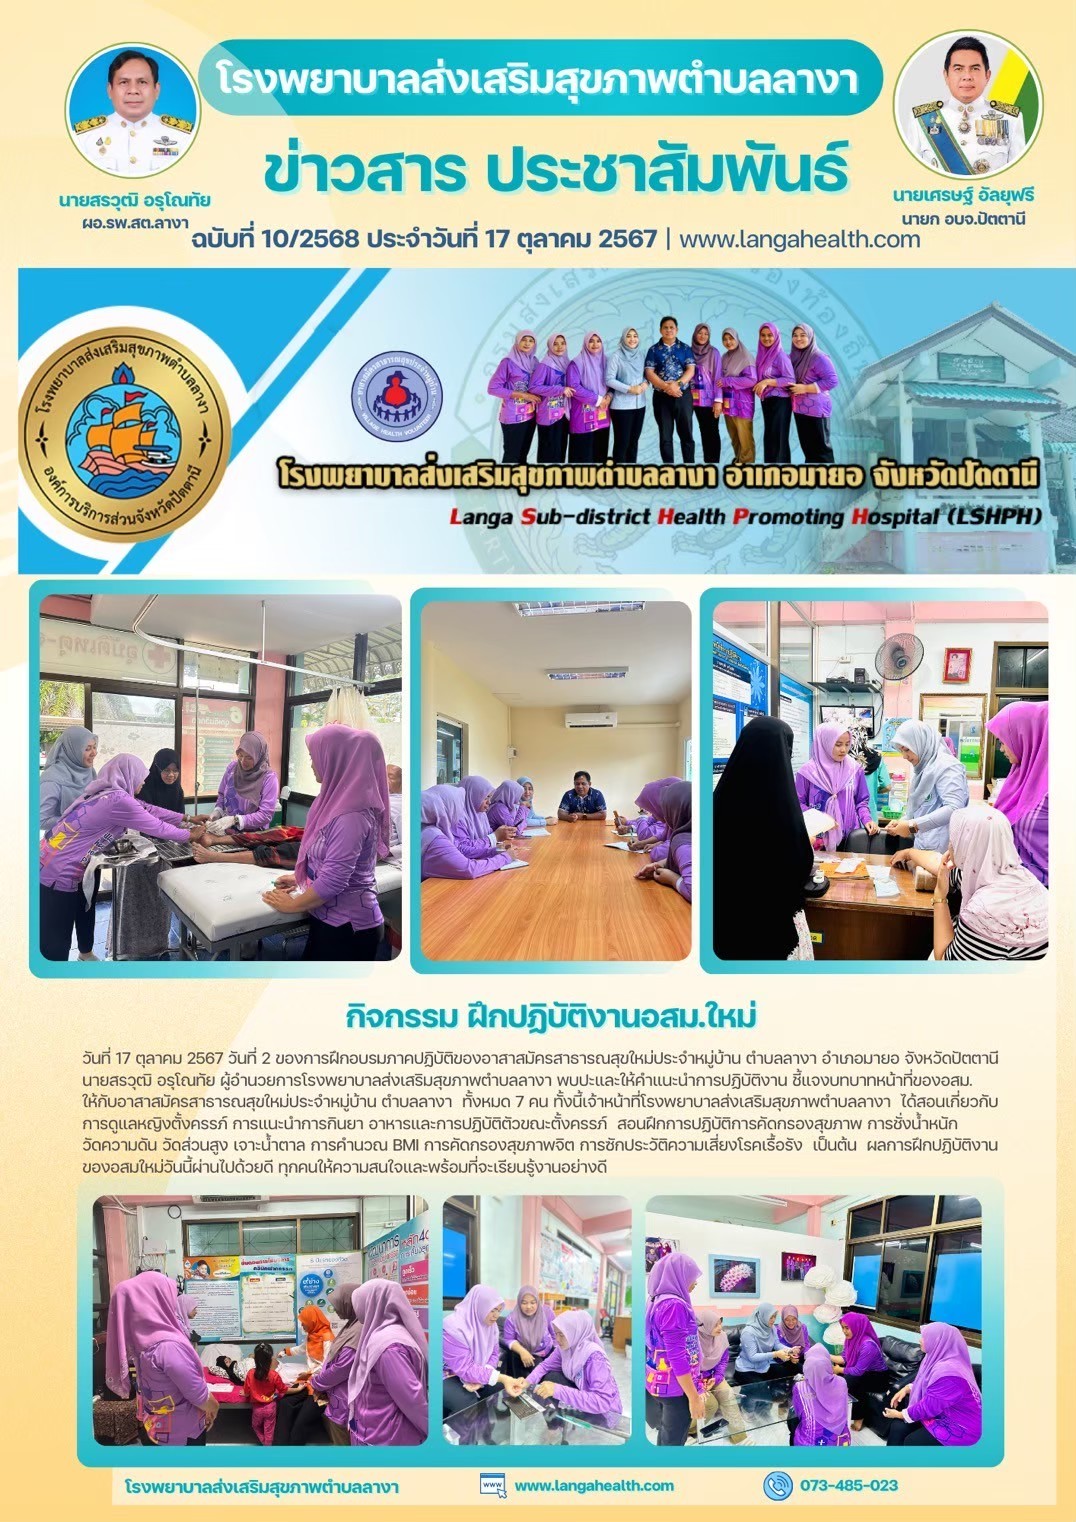 โรงพยาบาลส่งเสริมสุขภาพตำบลลางา
ข่าวสาร ประชาสัมพันธ์
นายสรวุฒิ อรุโณทัย
ผอ.รพ.สต.ลางา
นายเศรษฐ์ อัลยุฟรี
นายก อบจ.ปัตตานี
ฉบับที่ 10/2568 ประจำวันที่ 17 ตุลาคม 2567 | www.langahealth.com
โรงพยาบาลส่งเสริมสุขภาพตำบลลางา
องค์การบริหารส่วนจังหวัดปัตตานี
VILLAGE HEALTH VOLUNTEER
โรงพยาบาลส่งเสริมสุขภาพตำบลลางา อำเภอมายอ จังหวัดปัตตานี
Langa Sub-district Health Promoting Hospital (LSHPH)
กิจกรรม ฝึกปฏิบัติงานอสม.ใหม่
วันที่ 17 ตุลาคม 2567 วันที่ 2 ของการฝึกอบรมภาคปฏิบัติของอาสาสมัครสาธารณสุขใหม่ประจำหมู่บ้าน ตำบลลางา อำเภอมายอ จังหวัดปัตตานี
นายสรวุฒิ อรุโณทัย ผู้อำนวยการโรงพยาบาลส่งเสริมสุขภาพตำบลลางา พบปะและให้คำแนะนำการปฏิบัติงาน ชี้แจงบทบาทหน้าที่ของอสม.
ให้กับอาสาสมัครสาธารณสุขใหม่ประจำหมู่บ้าน ตำบลลางา ทั้งหมด 7 คน ทั้งนี้เจ้าหน้าที่โรงพยาบาลส่งเสริมสุขภาพตำบลลางา ได้สอนเกี่ยวกับ
การดูแลหญิงตั้งครรภ์ การแนะนำการกินยา อาหารและการปฏิบัติตัวขณะตั้งครรภ์ สอนฝึกการปฏิบัติการคัดกรองสุขภาพ การชั่งน้ำหนัก
วัดความดัน วัดส่วนสูง เจาะน้ำตาล การคำนวณ BMI การคัดกรองสุขภาพจิต การซักประวัติความเสี่ยงโรคเรื้อรัง เป็นต้น ผลการฝึกปฏิบัติงาน
ของอสมใหม่วันนี้ผ่านไปด้วยดี ทุกคนให้ความสนใจและพร้อมที่จะเรียนรู้งานอย่างดี
โรงพยาบาลส่งเสริมสุขภาพตำบลลางา
www.langahealth.com
073-485-023